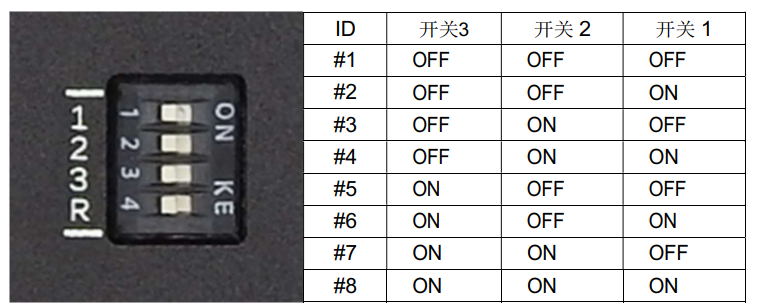 1
2
3
R
1
2
3
4
ON
KE
ID 开关3 开关 2 开关 1
#1 OFF OFF OFF
#2 OFF OFF ON
#3 OFF ON OFF
#4 OFF ON ON
#5 ON OFF OFF
#6 ON OFF ON
#7 ON ON OFF
#8 ON ON ON